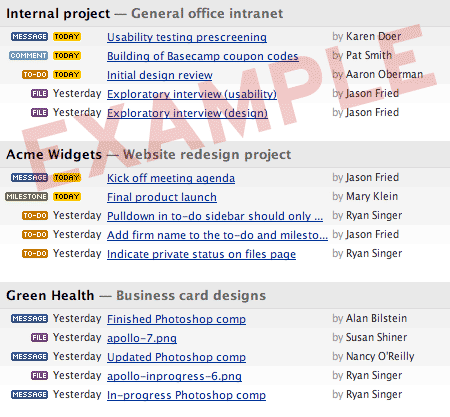 Internal project — General office intranet
MESSAGE TODAY Usability testing prescreening by Karen Doer
COMMENT TODAY Building of Basecamp coupon codes by Pat Smith
TO-DO TODAY Initial design review by Aaron Oberman
FILE Yesterday Exploratory interview (usability) by Jason Fried
FILE Yesterday Exploratory interview (design) by Jason Fried
EXAMPLE
Acme Widgets — Website redesign project
MESSAGE TODAY Kick off meeting agenda by Jason Fried
MILESTONE TODAY Final product launch by Mary Klein
TO-DO Yesterday Pulldown in to-do sidebar should only ... by Ryan Singer
TO-DO Yesterday Add firm name to the to-do and milesto... by Jason Fried
TO-DO Yesterday Indicate private status on files page by Ryan Singer
Green Health — Business card designs
MESSAGE Yesterday Finished Photoshop comp by Alan Bilstein
FILE Yesterday apollo-7.png by Susan Shiner
MESSAGE Yesterday Updated Photoshop comp by Nancy O'Reilly
FILE Yesterday apollo-inprogress-6.png by Ryan Singer
MESSAGE Yesterday In-progress Photoshop comp by Ryan Singer